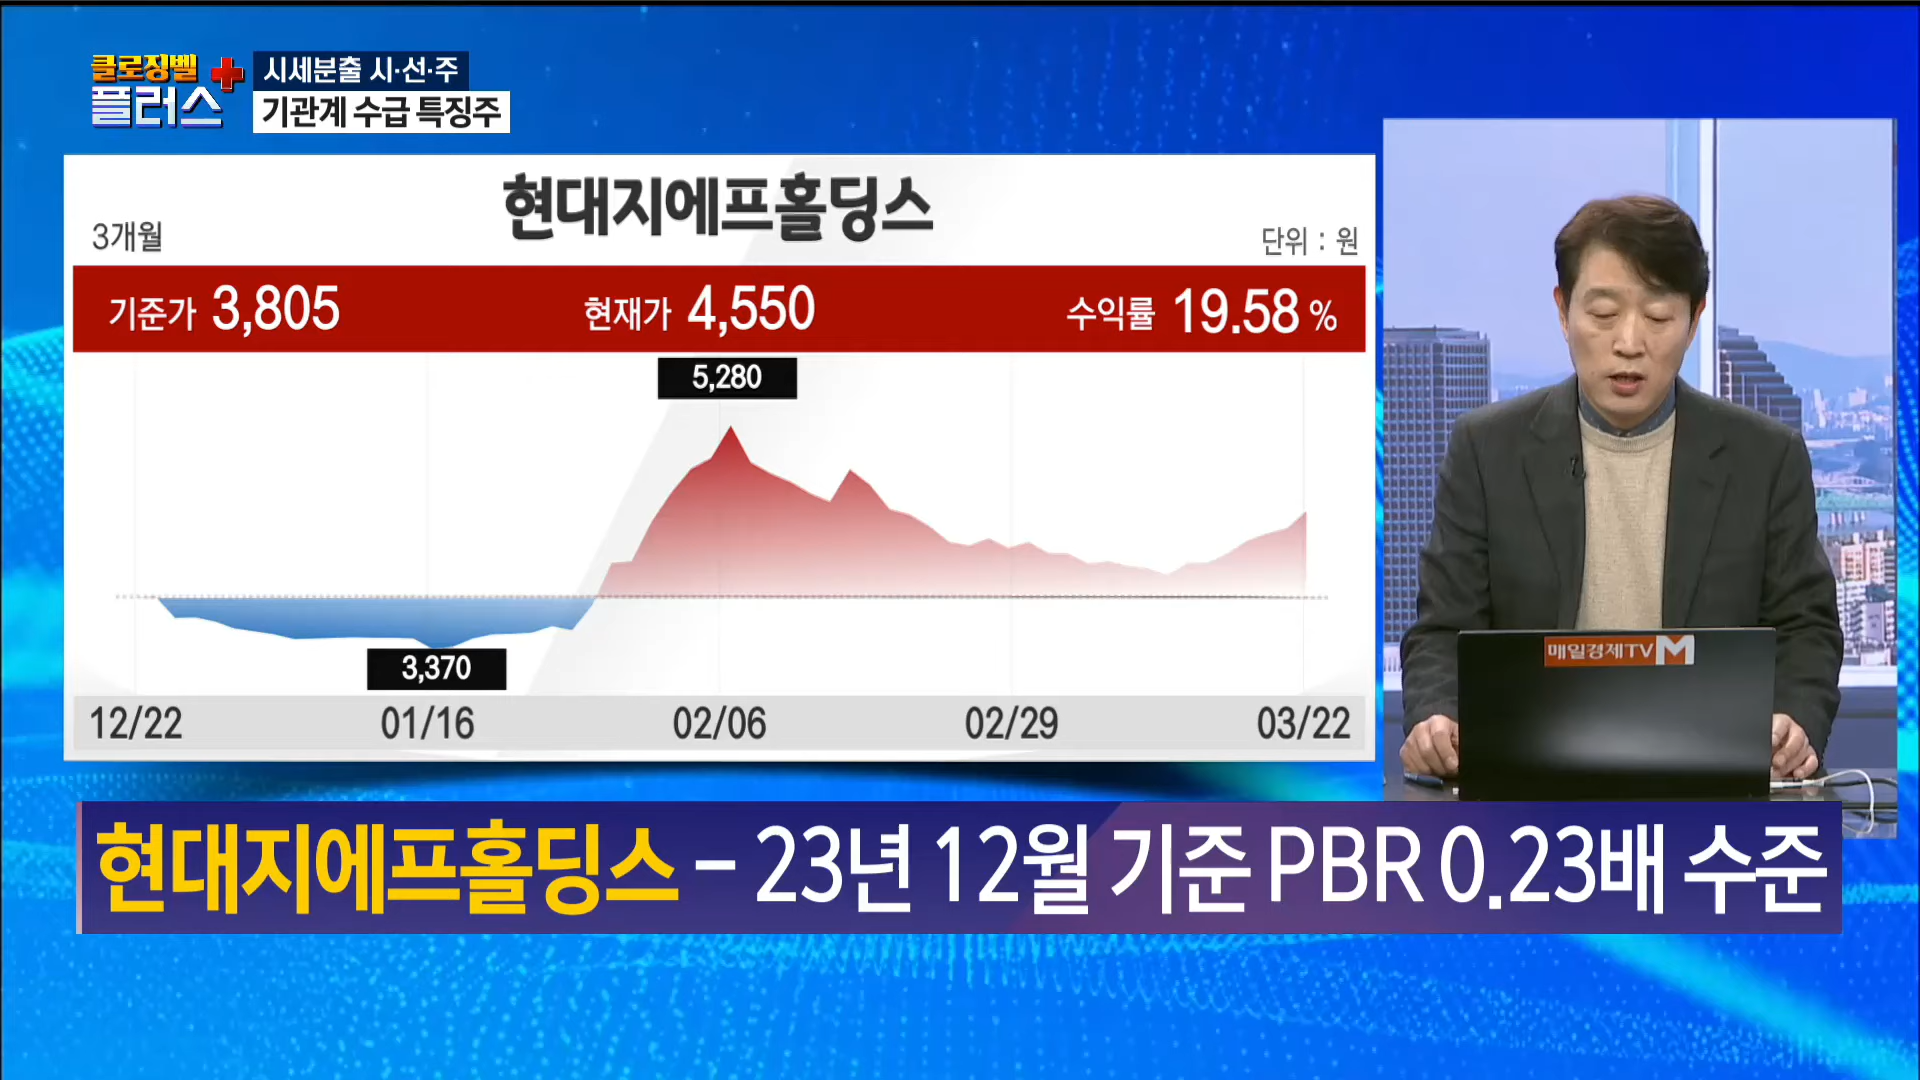 클로징벨
플러스
시세분출 시·선·주
기관계 수급 특징주
현대지에프홀딩스
3개월
단위 : 원
기준가 3,805 현재가 4,550 수익률 19.58 %
5,280
3,370
12/22 01/16 02/06 02/29 03/22
매일경제TV M
현대지에프홀딩스 – 23년 12월 기준 PBR 0.23배 수준